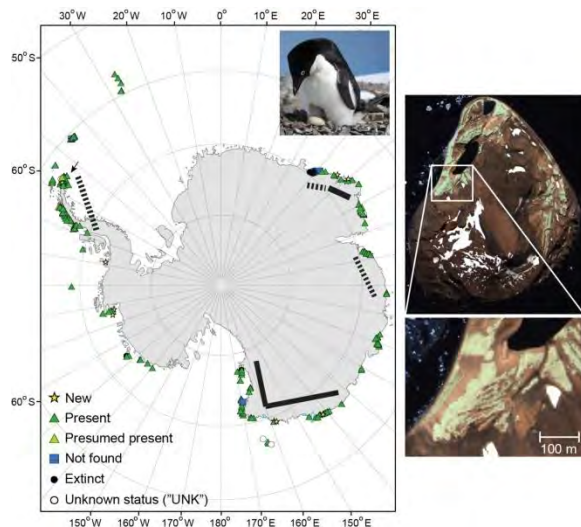 30°W 20°W 10°W 0° 10°E 20°E 30°E
50°S
60°S
60°S
New
Present
Presumed present
Not found
Extinct
Unknown status ("UNK")
150°W 160°W 170°W 180° 170°E 160°E 150°E
100 m